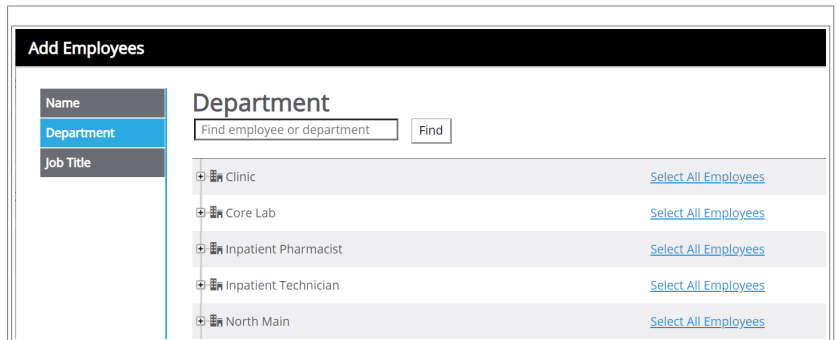 Add Employees
Name
Department
Job Title
Department
Find employee or department Find
Clinic Select All Employees
Core Lab Select All Employees
Inpatient Pharmacist Select All Employees
Inpatient Technician Select All Employees
North Main Select All Employees